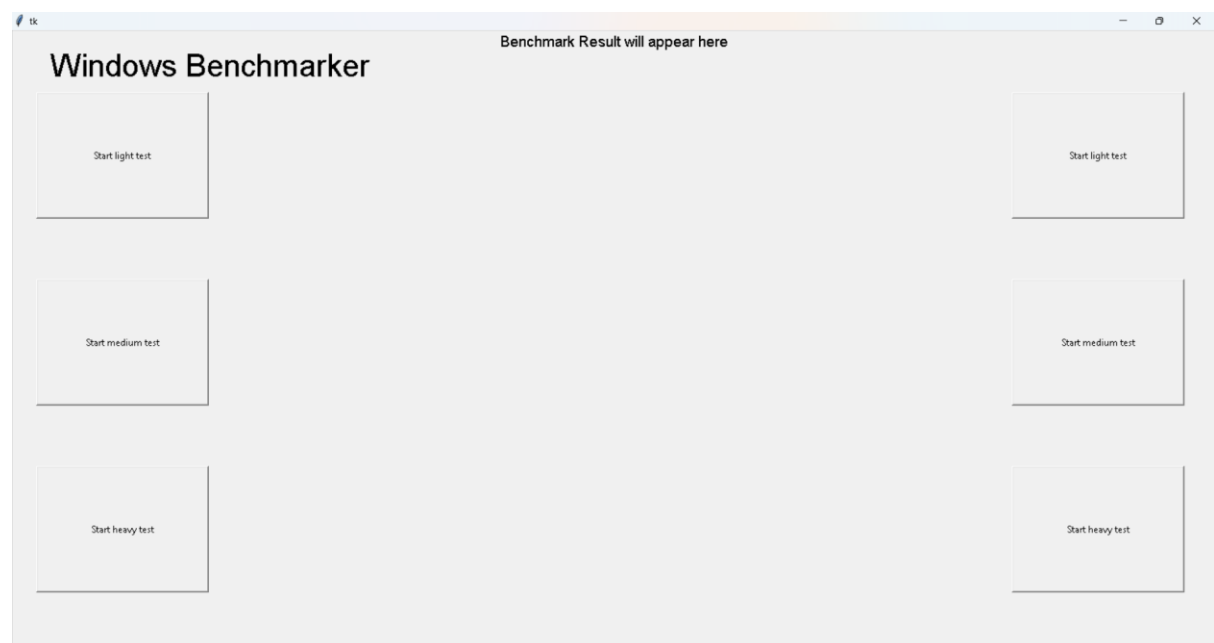 tk
Benchmark Result will appear here
Windows Benchmarker
Start light test
Start light test
Start medium test
Start medium test
Start heavy test
Start heavy test